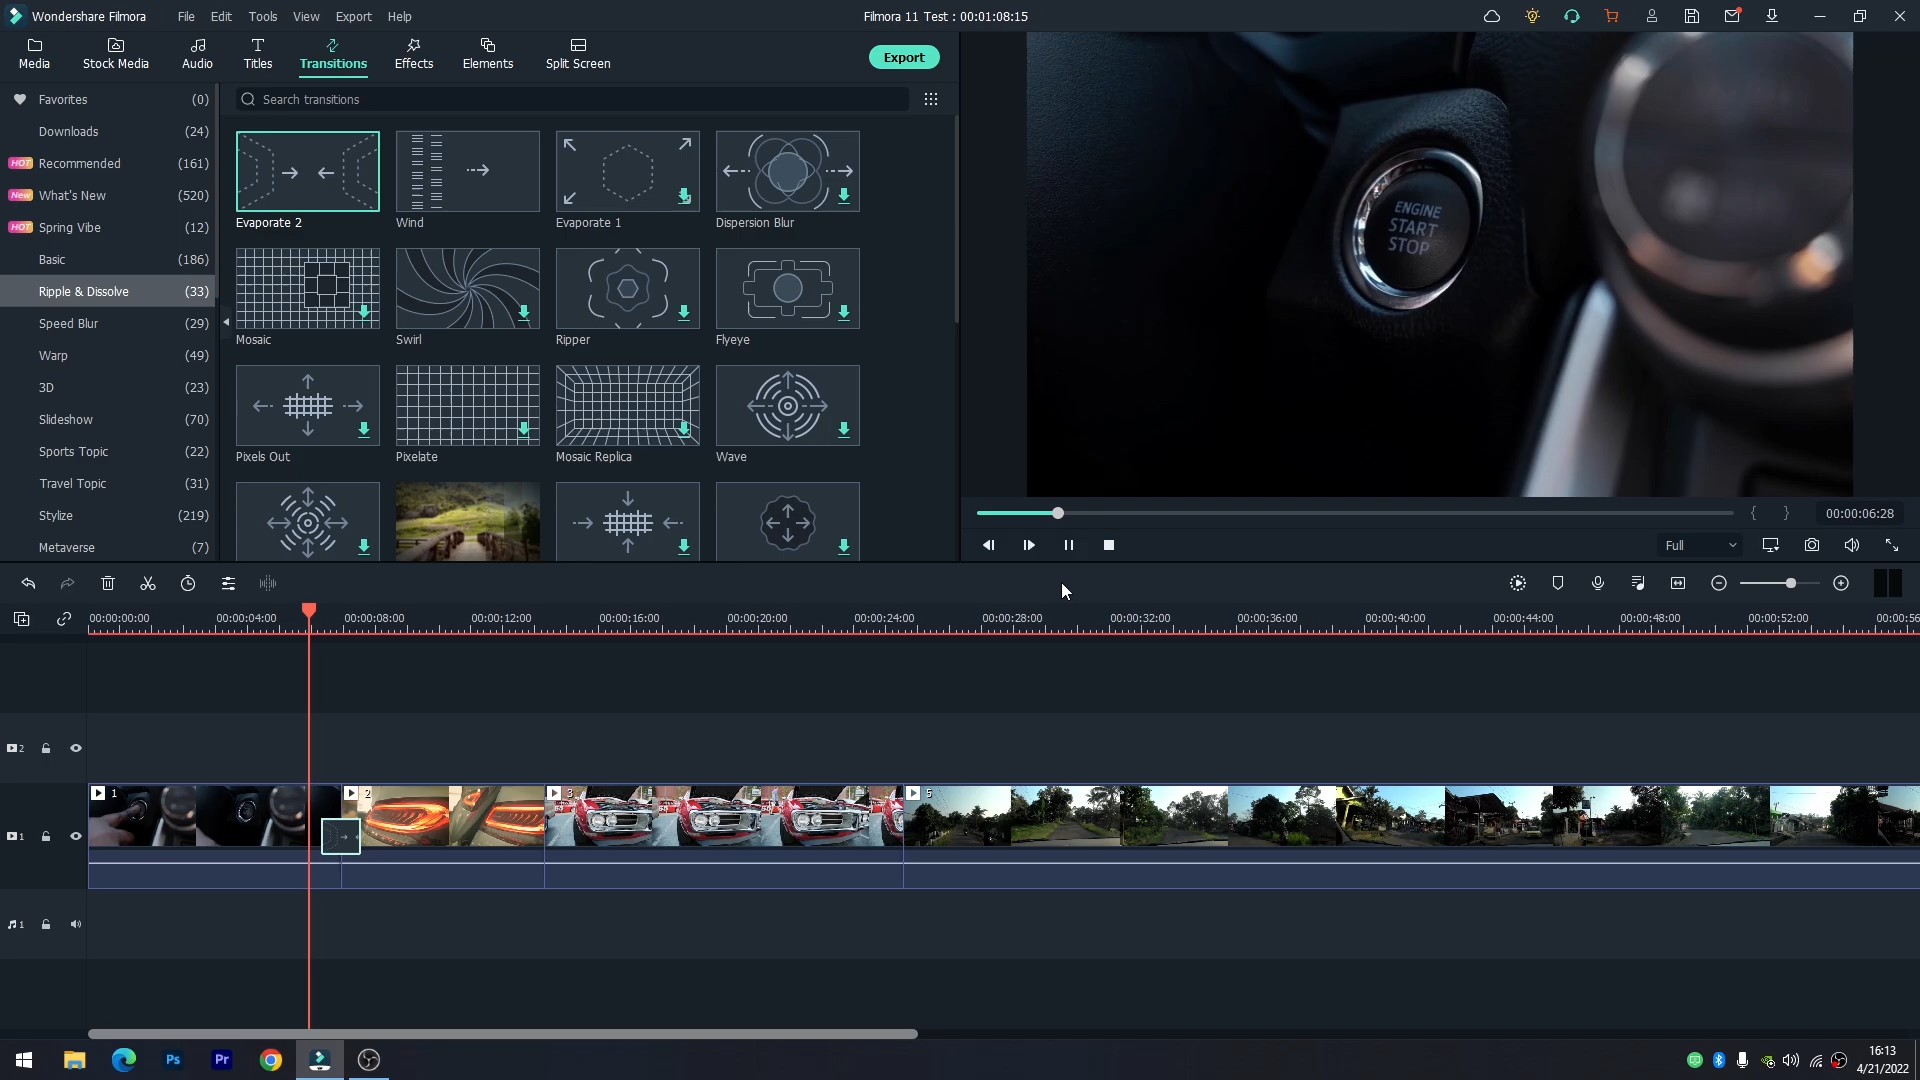 Wondershare Filmora
File
Edit
Tools
View
Export
Help
Filmora 11 Test : 00:01:08:15
Media
Stock Media
Audio
Titles
Transitions
Effects
Elements
Split Screen
Export
Favorites (0)
Downloads (24)
HOT Recommended (161)
New What's New (520)
HOT Spring Vibe (12)
Basic (186)
Ripple & Dissolve (33)
Speed Blur (29)
Warp (49)
3D (23)
Slideshow (70)
Sports Topic (22)
Travel Topic (31)
Stylize (219)
Metaverse (7)
Search transitions
Evaporate 2
Wind
Evaporate 1
Dispersion Blur
Mosaic
Swirl
Ripper
Flyeye
Pixels Out
Pixelate
Mosaic Replica
Wave
ENGINE
START
STOP
{ }
00:00:06:28
Full
00:00:00:00
00:00:04:00
00:00:08:00
00:00:12:00
00:00:16:00
00:00:20:00
00:00:24:00
00:00:28:00
00:00:32:00
00:00:36:00
00:00:40:00
00:00:44:00
00:00:48:00
00:00:52:00
00:00:56
2
1
1
2
3
5
1
Ps
Pr
16:13
4/21/2022